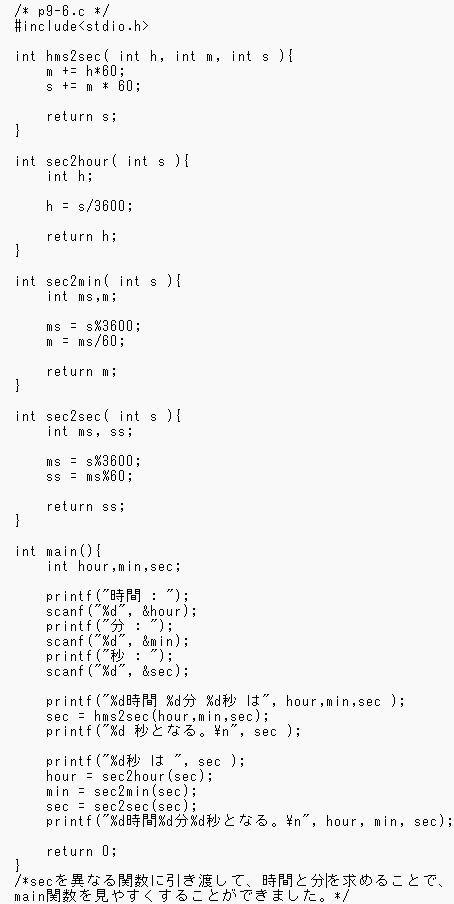 /* p9-6.c */
#include<stdio.h>

int hms2sec( int h, int m, int s ){
    m += h*60;
    s += m * 60;

    return s;
}

int sec2hour( int s ){
    int h;

    h = s/3600;

    return h;
}

int sec2min( int s ){
    int ms,m;

    ms = s%3600;
    m = ms/60;

    return m;
}

int sec2sec( int s ){
    int ms, ss;

    ms = s%3600;
    ss = ms%60;

    return ss;
}

int main(){
    int hour,min,sec;

    printf("時間 : ");
    scanf("%d", &hour);
    printf("分 : ");
    scanf("%d", &min);
    printf("秒 : ");
    scanf("%d", &sec);

    printf("%d時間 %d分 %d秒 は", hour,min,sec );
    sec = hms2sec(hour,min,sec);
    printf("%d 秒となる。¥n", sec );

    printf("%d秒 は ", sec );
    hour = sec2hour(sec);
    min = sec2min(sec);
    sec = sec2sec(sec);
    printf("%d時間%d分%d秒となる。¥n", hour, min, sec);

    return 0;
}
/*secを異なる関数に引き渡して、時間と分を求めることで、
main関数を見やすくすることができました。*/